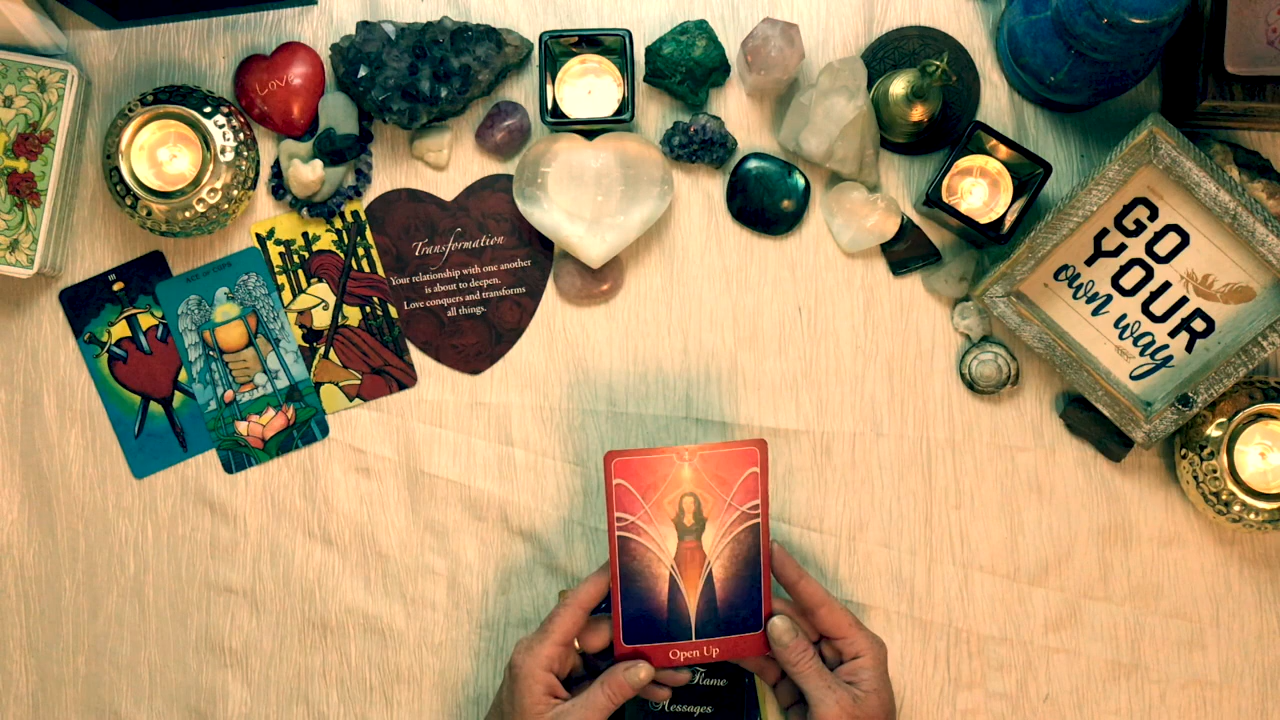 Love
III
ACE OF CUPS
Transformation
Your relationship with one another
is about to deepen.
Love conquers and transforms
all things.
GO
YOUR
own way
Open Up
Flame
Messages